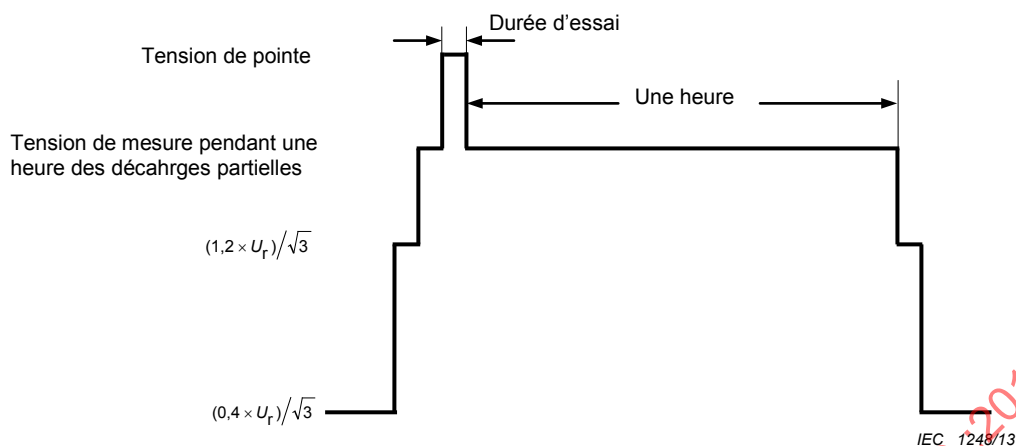 Durée d'essai
Tension de pointe
Une heure
Tension de mesure pendant une
heure des décahrges partielles
(1,2 × Ur)/√3
(0,4 × Ur)/√3
IEC 1248/13